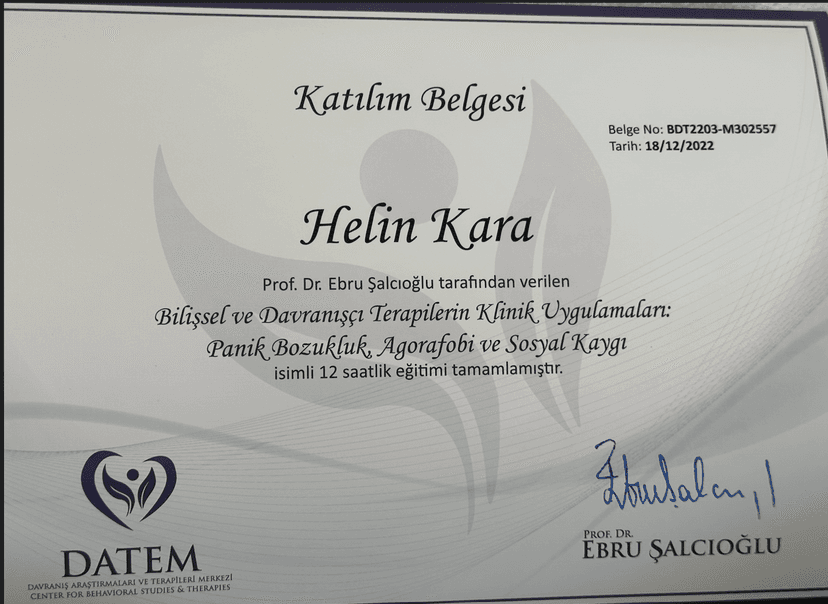 Katılım Belgesi
Belge No: BDT2203-M302557
Tarih: 18/12/2022
Helin Kara
Prof. Dr. Ebru Şalcıoğlu tarafından verilen
Bilişsel ve Davranışçı Terapilerin Klinik Uygulamaları:
Panik Bozukluk, Agorafobi ve Sosyal Kaygı
isimli 12 saatlik eğitimi tamamlamıştır.
DATEM
DAVRANIŞ ARAŞTIRMALARI VE TERAPİLERİ MERKEZİ
CENTER FOR BEHAVIORAL STUDIES & THERAPIES
PROF. DR.
EBRU ŞALCIOĞLU